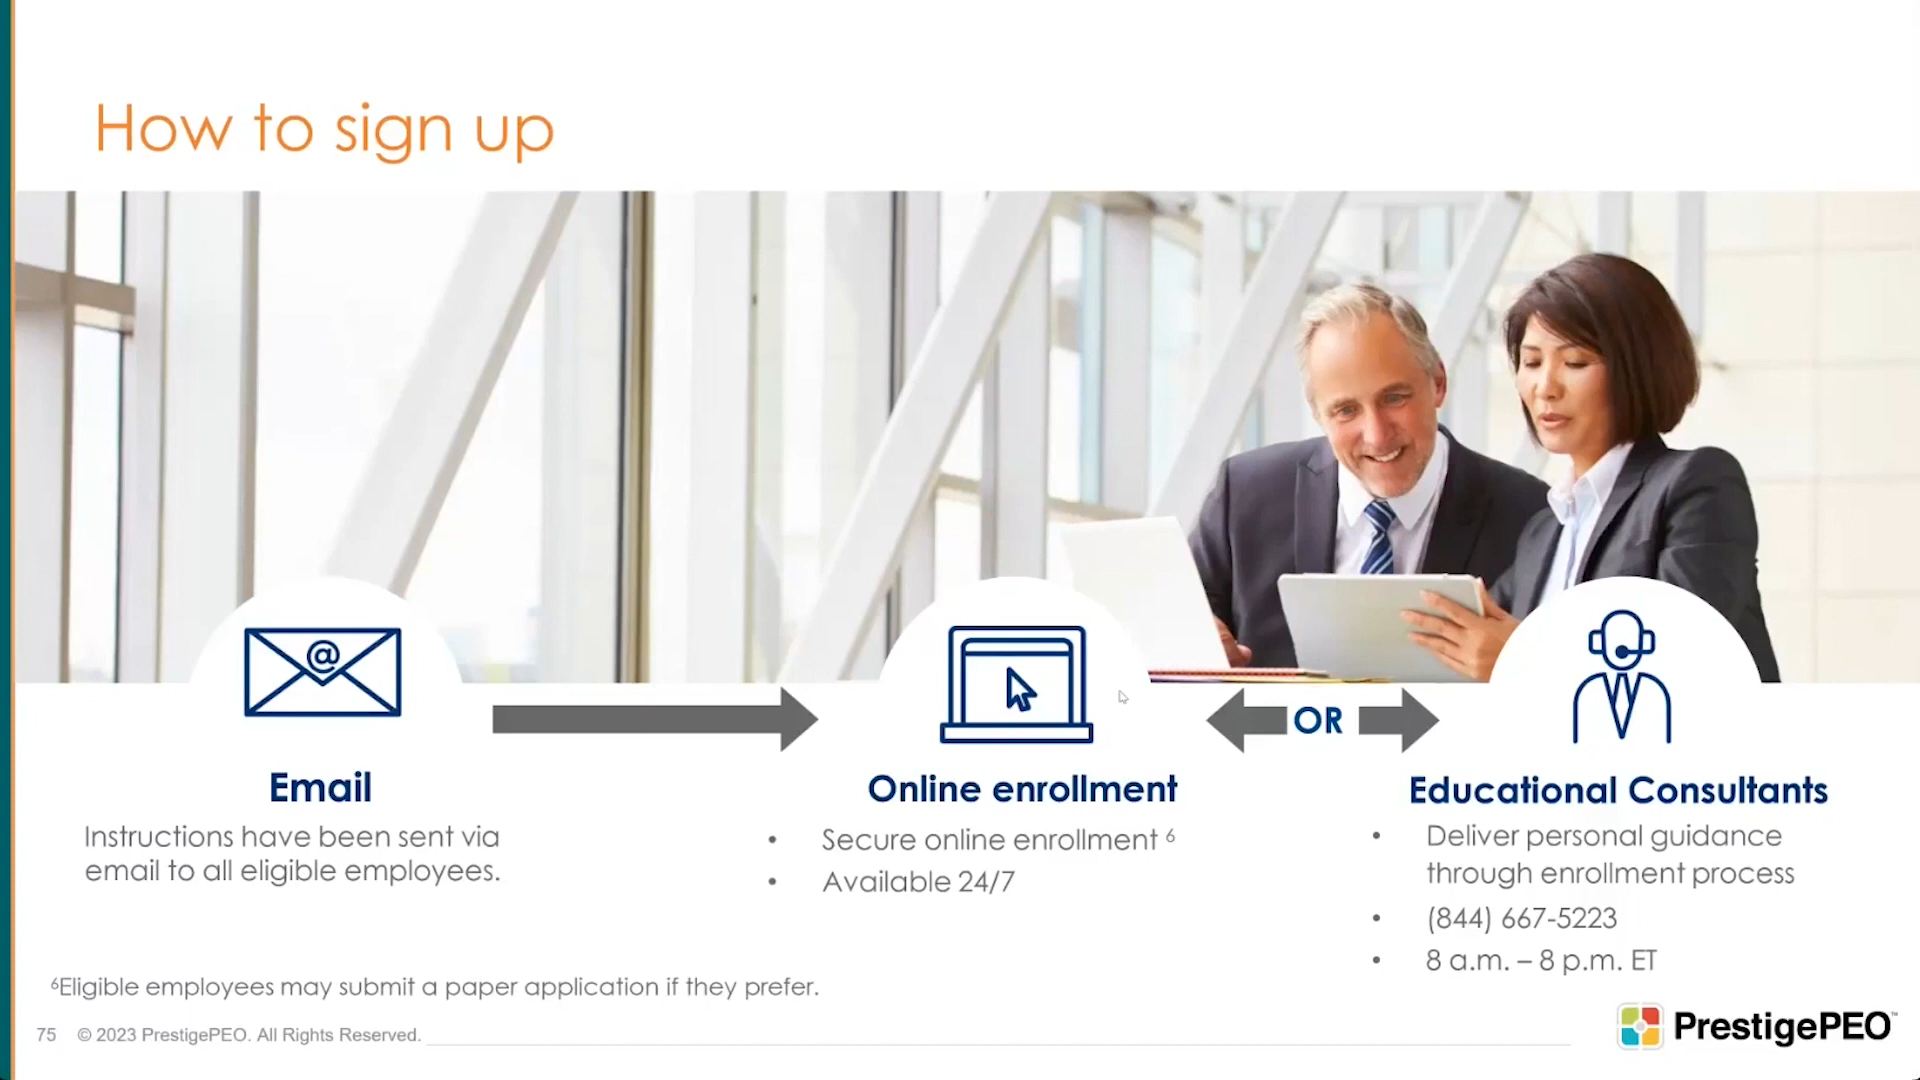 How to sign up
@
OR
Email
Instructions have been sent via
email to all eligible employees.
Online enrollment
• Secure online enrollment ⁶
• Available 24/7
Educational Consultants
• Deliver personal guidance
through enrollment process
• (844) 667-5223
• 8 a.m. – 8 p.m. ET
⁶Eligible employees may submit a paper application if they prefer.
75 © 2023 PrestigePEO. All Rights Reserved.
PrestigePEO™